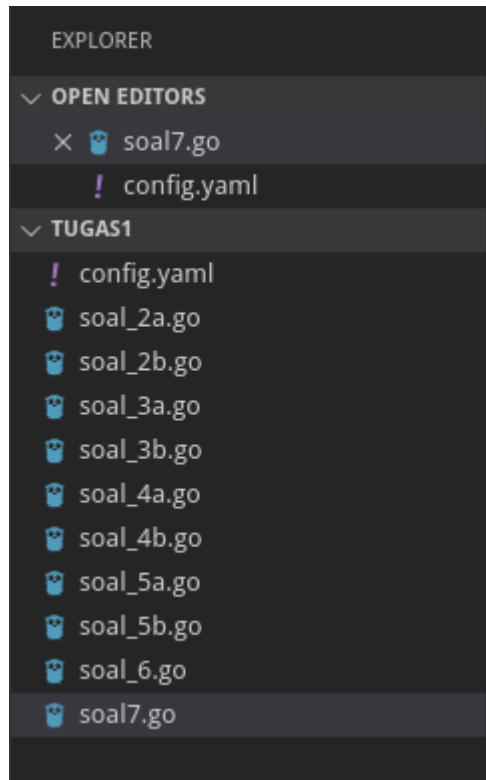 EXPLORER
OPEN EDITORS
soal7.go
! config.yaml
TUGAS1
! config.yaml
soal_2a.go
soal_2b.go
soal_3a.go
soal_3b.go
soal_4a.go
soal_4b.go
soal_5a.go
soal_5b.go
soal_6.go
soal7.go